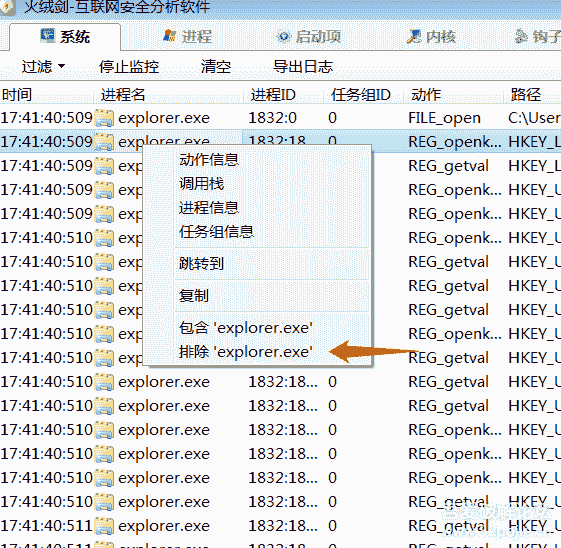 火绒剑-互联网安全分析软件
系统 进程 启动项 内核 钩子
过滤 停止监控 清空 导出日志
时间 进程名 进程ID 任务组ID 动作 路径
17:41:40:509 explorer.exe 1832:0 0 FILE_open C:\User
17:41:40:509 explorer.exe 1832:18 0 REG_openk... HKEY_L
动作信息
17:41:40:509 exp REG_getval HKEY_L
调用栈
17:41:40:509 exp REG_openk... HKEY_L
进程信息
17:41:40:509 exp REG_openk... HKEY_L
任务组信息
17:41:40:510 exp REG_openk... HKEY_U
跳转到
17:41:40:510 exp REG_getval HKEY_U
17:41:40:510 exp REG_getval HKEY_U
复制
17:41:40:510 exp REG_getval HKEY_U
包含 'explorer.exe'
17:41:40:510 exp REG_openk... HKEY_U
排除 'explorer.exe'
17:41:40:510 exp REG_getval HKEY_U
17:41:40:510 explorer.exe 1832:18... 0 REG_getval HKEY_U
17:41:40:510 explorer.exe 1832:18... 0 REG_getval HKEY_U
17:41:40:510 explorer.exe 1832:18... 0 REG_openk... HKEY_U
17:41:40:510 explorer.exe 1832:18... 0 REG_getval HKEY_U
17:41:40:510 explorer.exe 1832:18... 0 REG_openk... HKEY_U
17:41:40:510 explorer.exe 1832:18... 0 REG_getval HKEY_U
17:41:40:511 explorer.exe 1832:18... 0 REG_getval HKEY_U